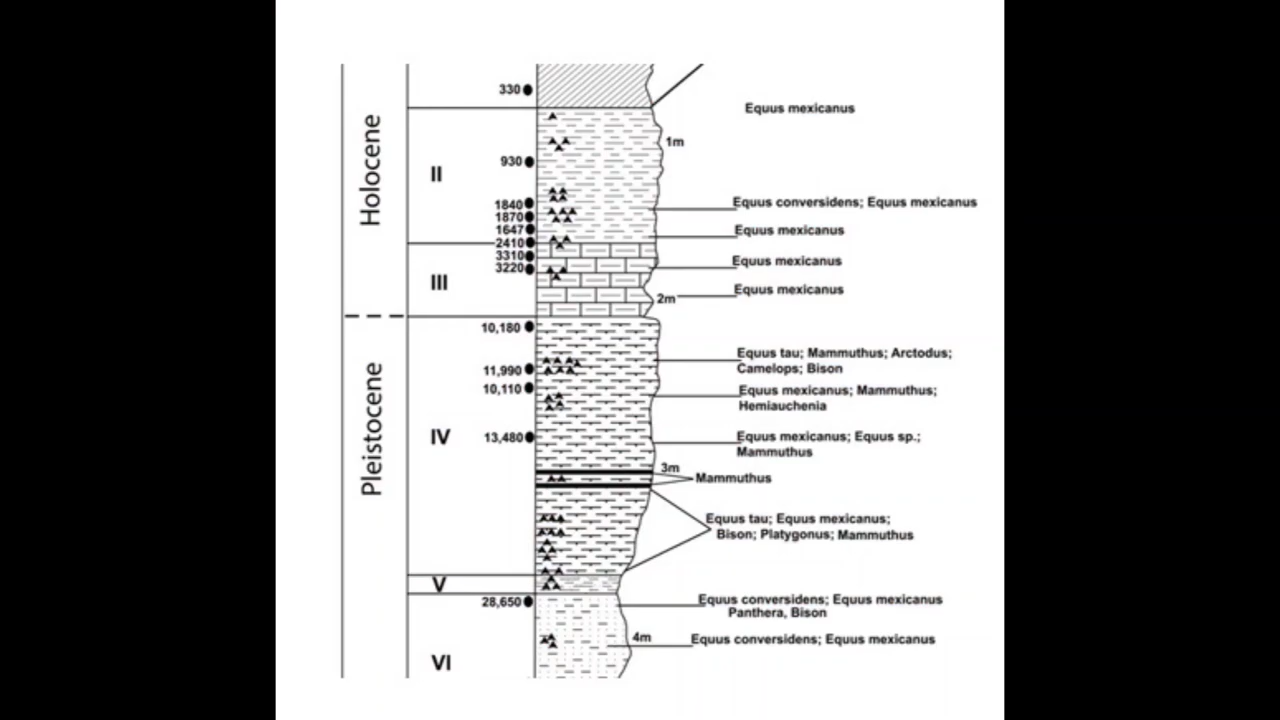 330
Equus mexicanus
Holocene
1m
930
II
1840
Equus conversidens; Equus mexicanus
1870
1647
Equus mexicanus
2410
3310
Equus mexicanus
3220
III
Equus mexicanus
2m
10,180
Equus tau; Mammuthus; Arctodus;
Camelops; Bison
11,990
10,110
Equus mexicanus; Mammuthus;
Hemiauchenia
Pleistocene
IV
13,480
Equus mexicanus; Equus sp.;
Mammuthus
3m
Mammuthus
Equus tau; Equus mexicanus;
Bison; Platygonus; Mammuthus
V
28,650
Equus conversidens; Equus mexicanus
Panthera, Bison
4m
Equus conversidens; Equus mexicanus
VI